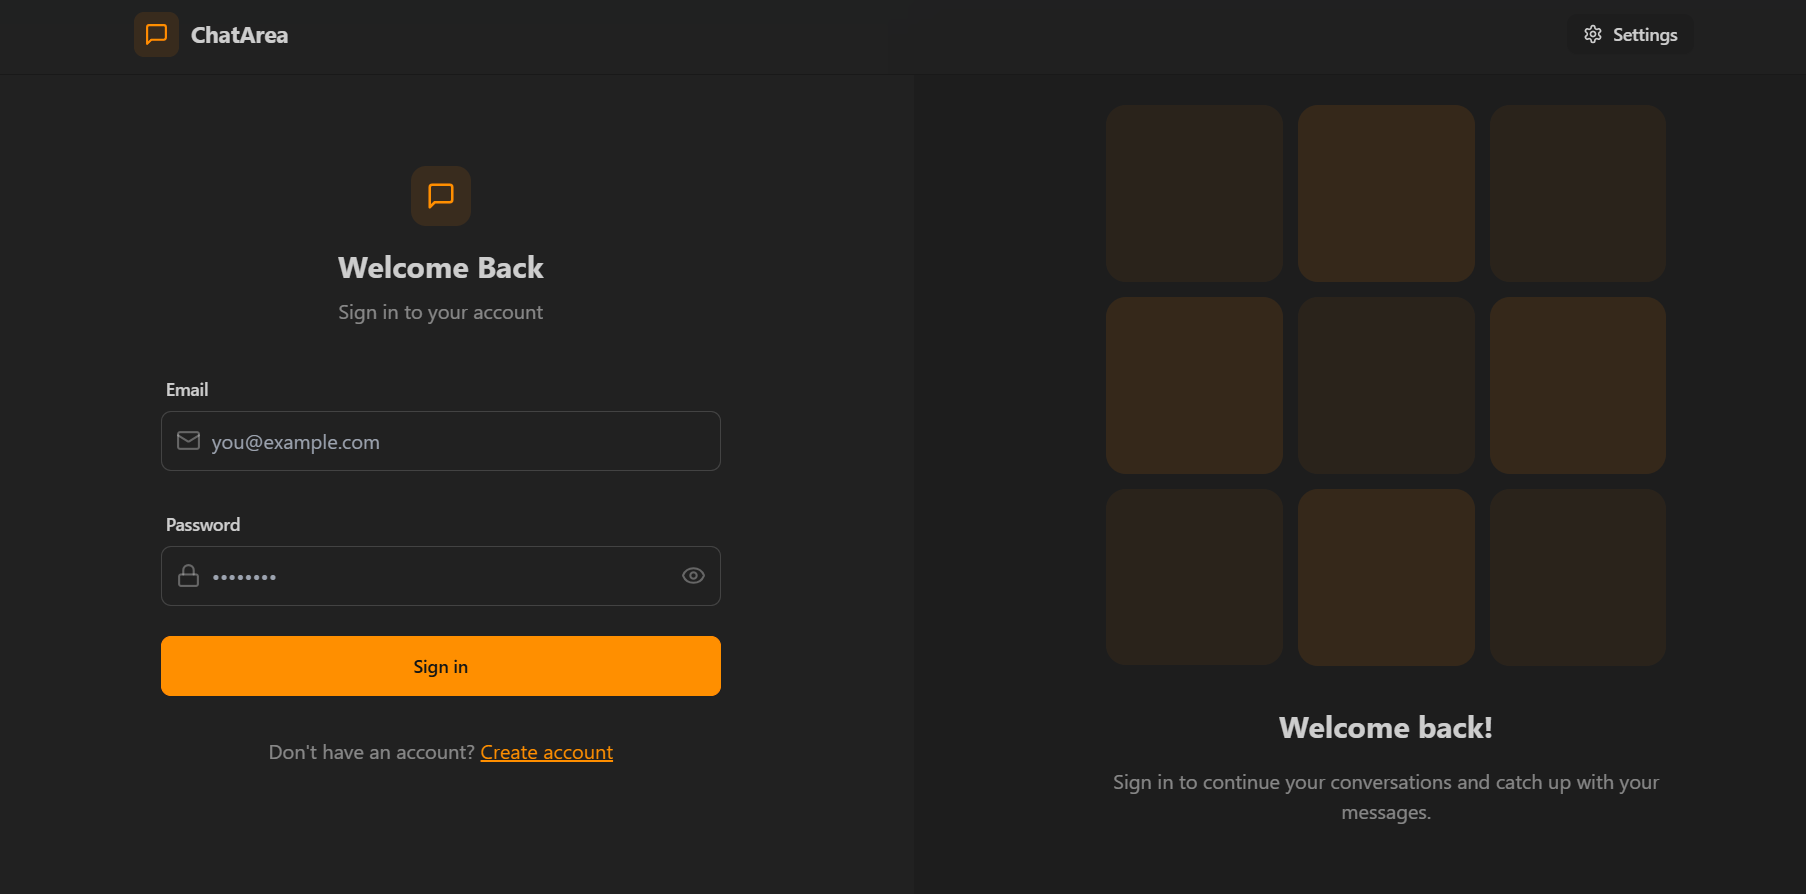 ChatArea
Settings
Welcome Back
Sign in to your account
Email
you@example.com
Password
••••••••
Sign in
Don't have an account? Create account
Welcome back!
Sign in to continue your conversations and catch up with your
messages.